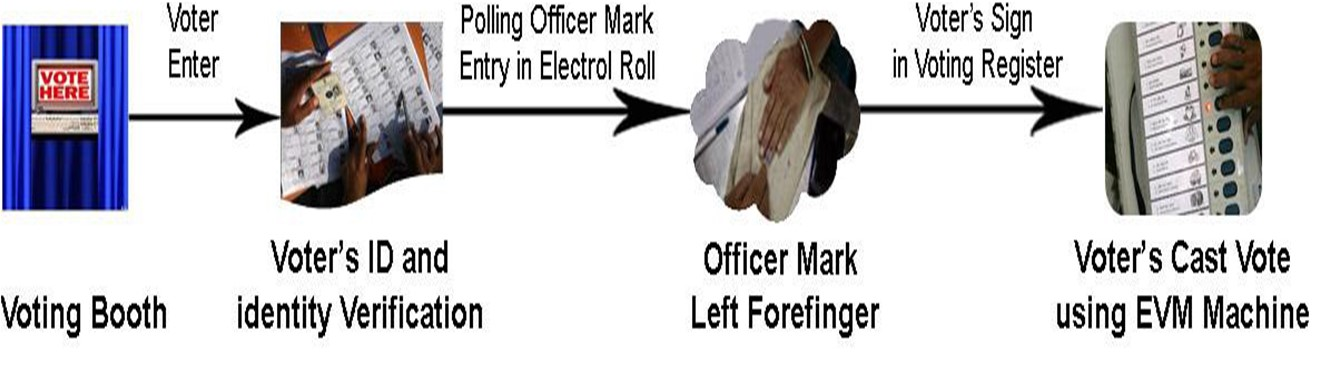 Voter
Enter
Polling Officer Mark
Entry in Electrol Roll
Voter's Sign
in Voting Register
VOTE
HERE
Voter's ID and
identity Verification
Officer Mark
Left Forefinger
Voter's Cast Vote
using EVM Machine
Voting Booth